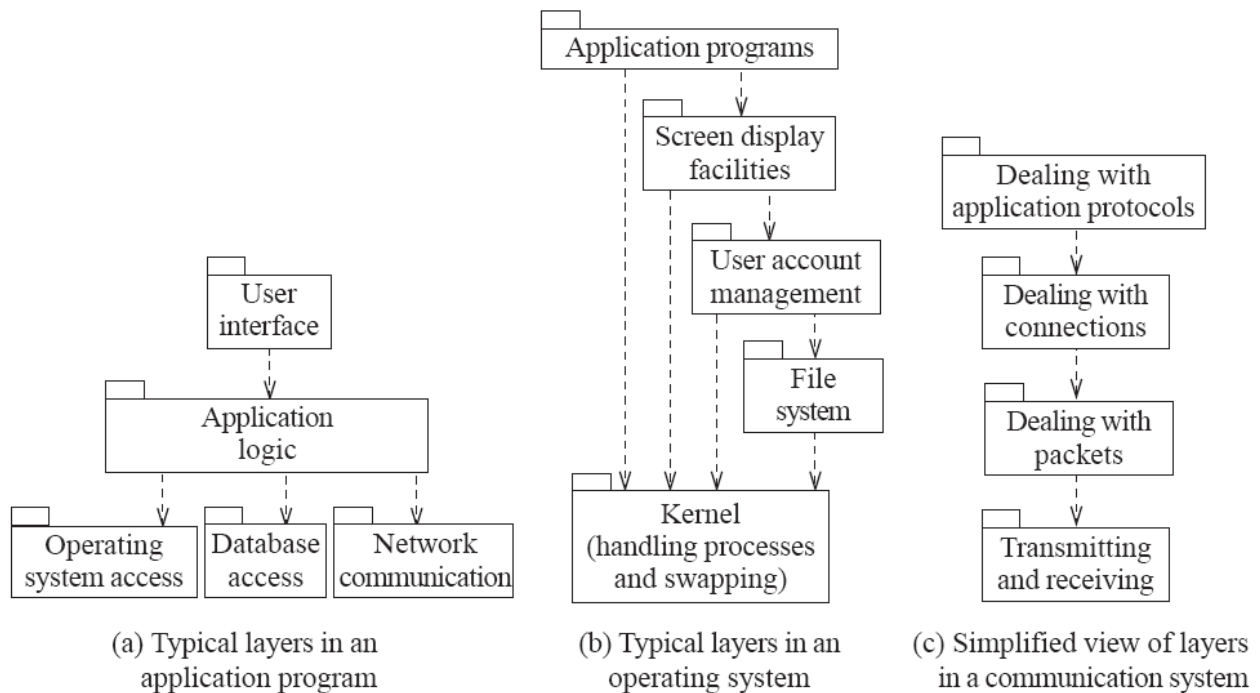 User
interface
Application
logic
Operating
system access
Database
access
Network
communication
(a) Typical layers in an
application program
Application programs
Screen display
facilities
User account
management
File
system
Kernel
(handling processes
and swapping)
(b) Typical layers in an
operating system
Dealing with
application protocols
Dealing with
connections
Dealing with
packets
Transmitting
and receiving
(c) Simplified view of layers
in a communication system